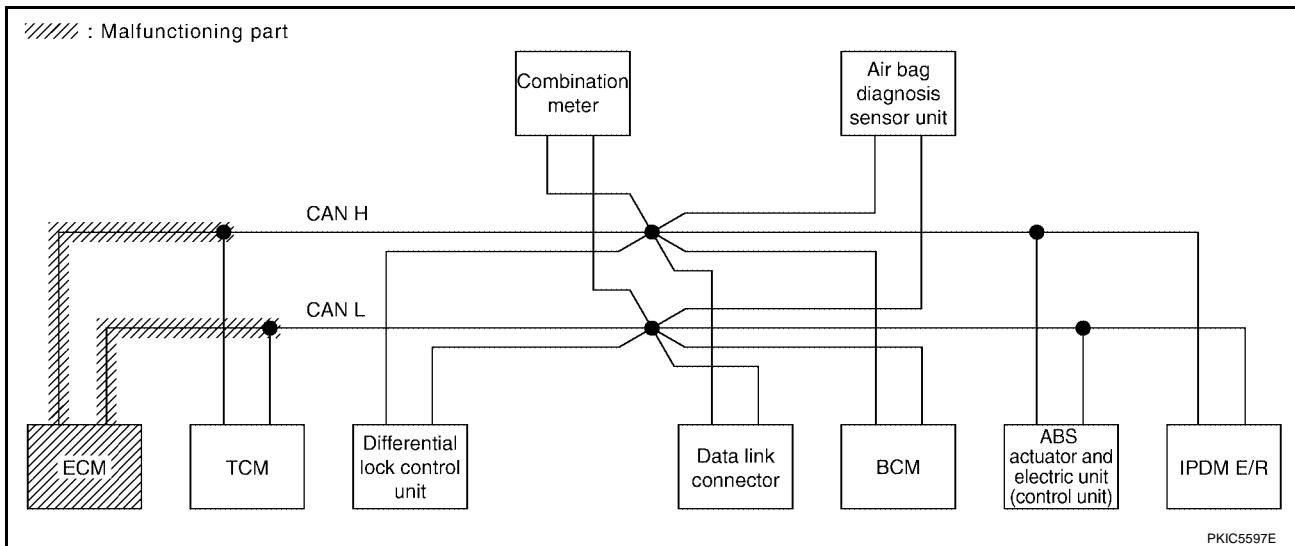 : Malfunctioning part
Combination
meter
Air bag
diagnosis
sensor unit
CAN H
CAN L
ECM
TCM
Differential
lock control
unit
Data link
connector
BCM
ABS
actuator and
electric unit
(control unit)
IPDM E/R
PKIC5597E